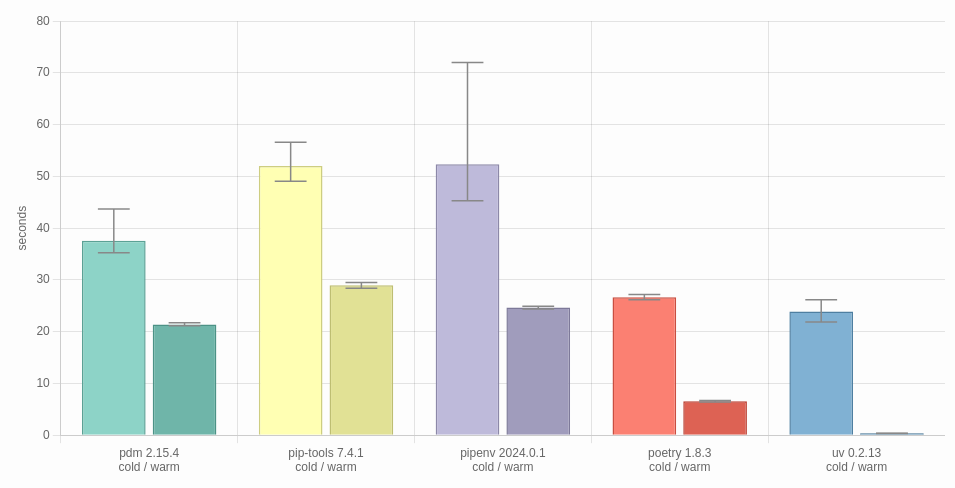 80
70
60
50
40
30
20
10
0
seconds
pdm 2.15.4
cold / warm
pip-tools 7.4.1
cold / warm
pipenv 2024.0.1
cold / warm
poetry 1.8.3
cold / warm
uv 0.2.13
cold / warm